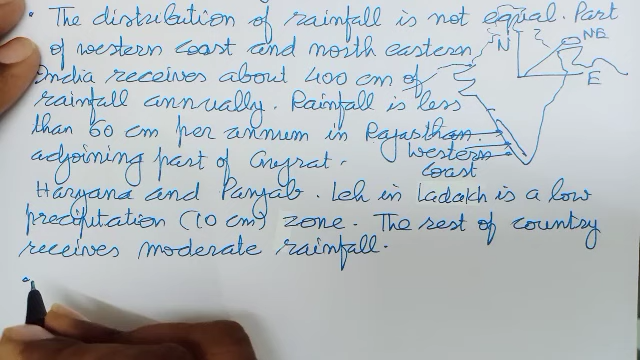 • The distribution of rainfall is not equal. Part
of western coast and north eastern
India receives about 400 cm of
rainfall annually. Rainfall is less
than 60 cm per annum in Rajasthan.
adjoining part of Gujrat.
Haryana and Panjab. Leh in Ladakh is a low
precipitation (10 cm) zone. The rest of country
receives moderate rainfall.
N
NE
E
Western
Coast